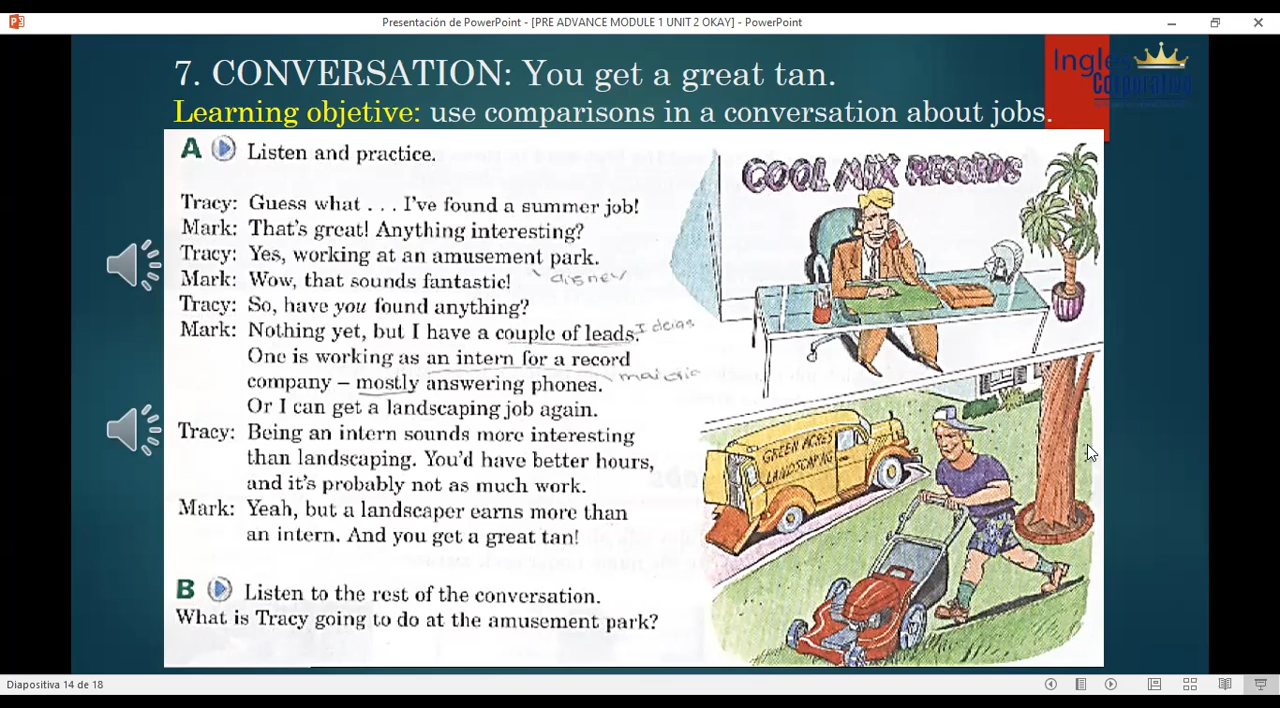 Presentación de PowerPoint - [PRE ADVANCE MODULE 1 UNIT 2 OKAY] - PowerPoint
7. CONVERSATION: You get a great tan.
Learning objetive: use comparisons in a conversation about jobs.
Ingles
Corporativo
A Listen and practice.
Tracy: Guess what . . . I've found a summer job!
Mark: That's great! Anything interesting?
Tracy: Yes, working at an amusement park.
Mark: Wow, that sounds fantastic!
disney
Tracy: So, have you found anything?
Mark: Nothing yet, but I have a couple of leads.
Ideias
One is working as an intern for a record
company – mostly answering phones.
Or I can get a landscaping job again.
Tracy: Being an intern sounds more interesting
than landscaping. You'd have better hours,
and it's probably not as much work.
Mark: Yeah, but a landscaper earns more than
an intern. And you get a great tan!
B Listen to the rest of the conversation.
What is Tracy going to do at the amusement park?
COOL MIX RECORDS
GREEN ACRES
LANDSCAPING
Diapositiva 14 de 18